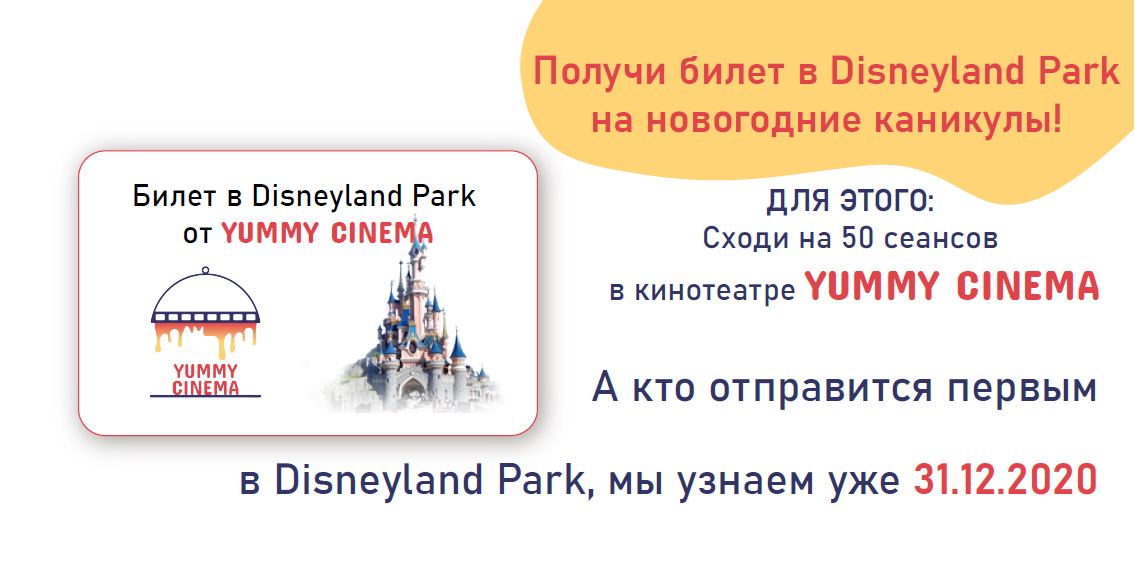 Получи билет в Disneyland Park
на новогодние каникулы!
Билет в Disneyland Park
от YUMMY CINEMA
YUMMY
CINEMA
ДЛЯ ЭТОГО:
Сходи на 50 сеансов
в кинотеатре YUMMY CINEMA
А кто отправится первым
в Disneyland Park, мы узнаем уже 31.12.2020